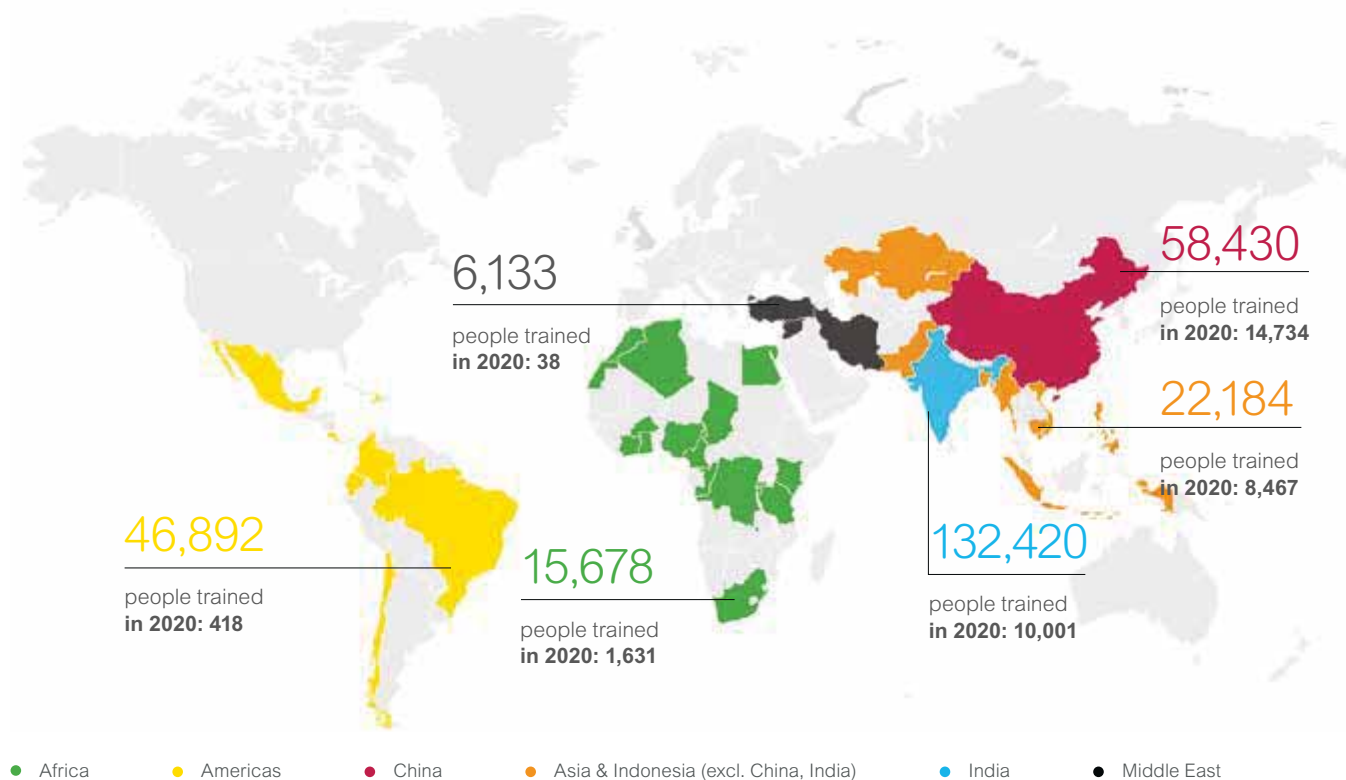 58,430
people trained
in 2020: 14,734
6,133
people trained
in 2020: 38
22,184
people trained
in 2020: 8,467
46,892
people trained
in 2020: 418
15,678
people trained
in 2020: 1,631
132,420
people trained
in 2020: 10,001
Africa
Americas
China
Asia & Indonesia (excl. China, India)
India
Middle East